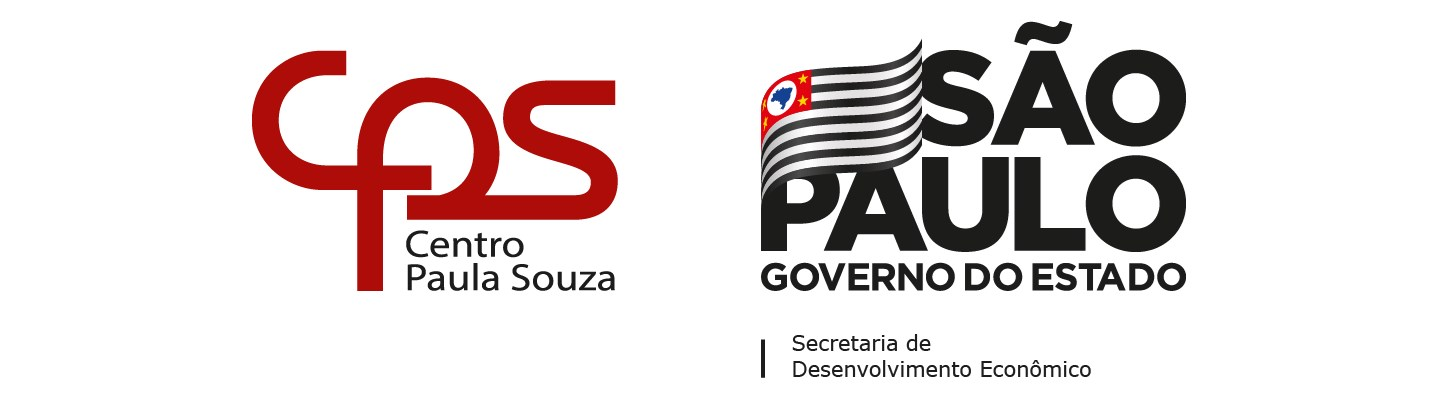 cps
Centro
Paula Souza
SÃO
PAULO
GOVERNO DO ESTADO
Secretaria de
Desenvolvimento Econômico